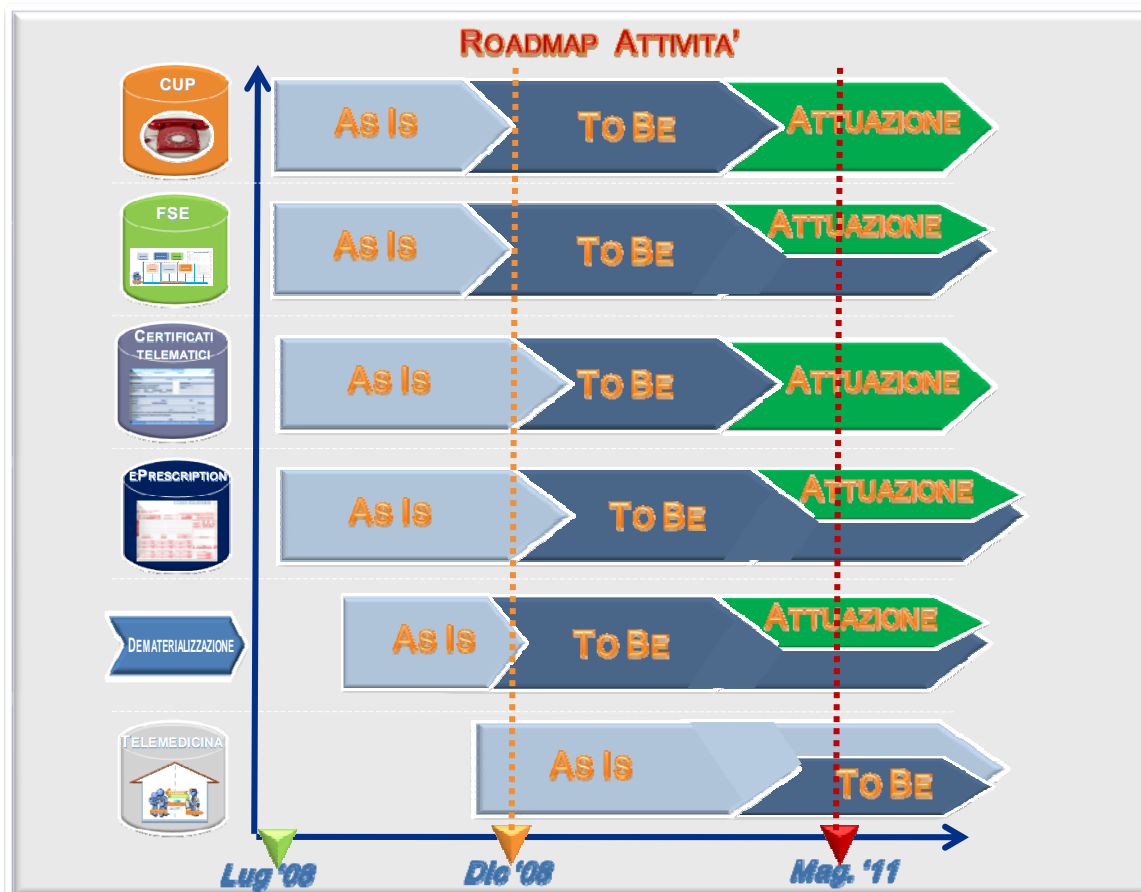 ROADMAP ATTIVITA'
CUP
AS IS
TO BE
ATTUAZIONE
FSE
AS IS
TO BE
ATTUAZIONE
CERTIFICATI
TELEMATICI
AS IS
TO BE
ATTUAZIONE
EPRESCRIPTION
AS IS
TO BE
ATTUAZIONE
DEMATERIALIZZAZIONE
AS IS
TO BE
ATTUAZIONE
TELEMEDICINA
AS IS
TO BE
Lug '08
Dic '08
Mag. '11